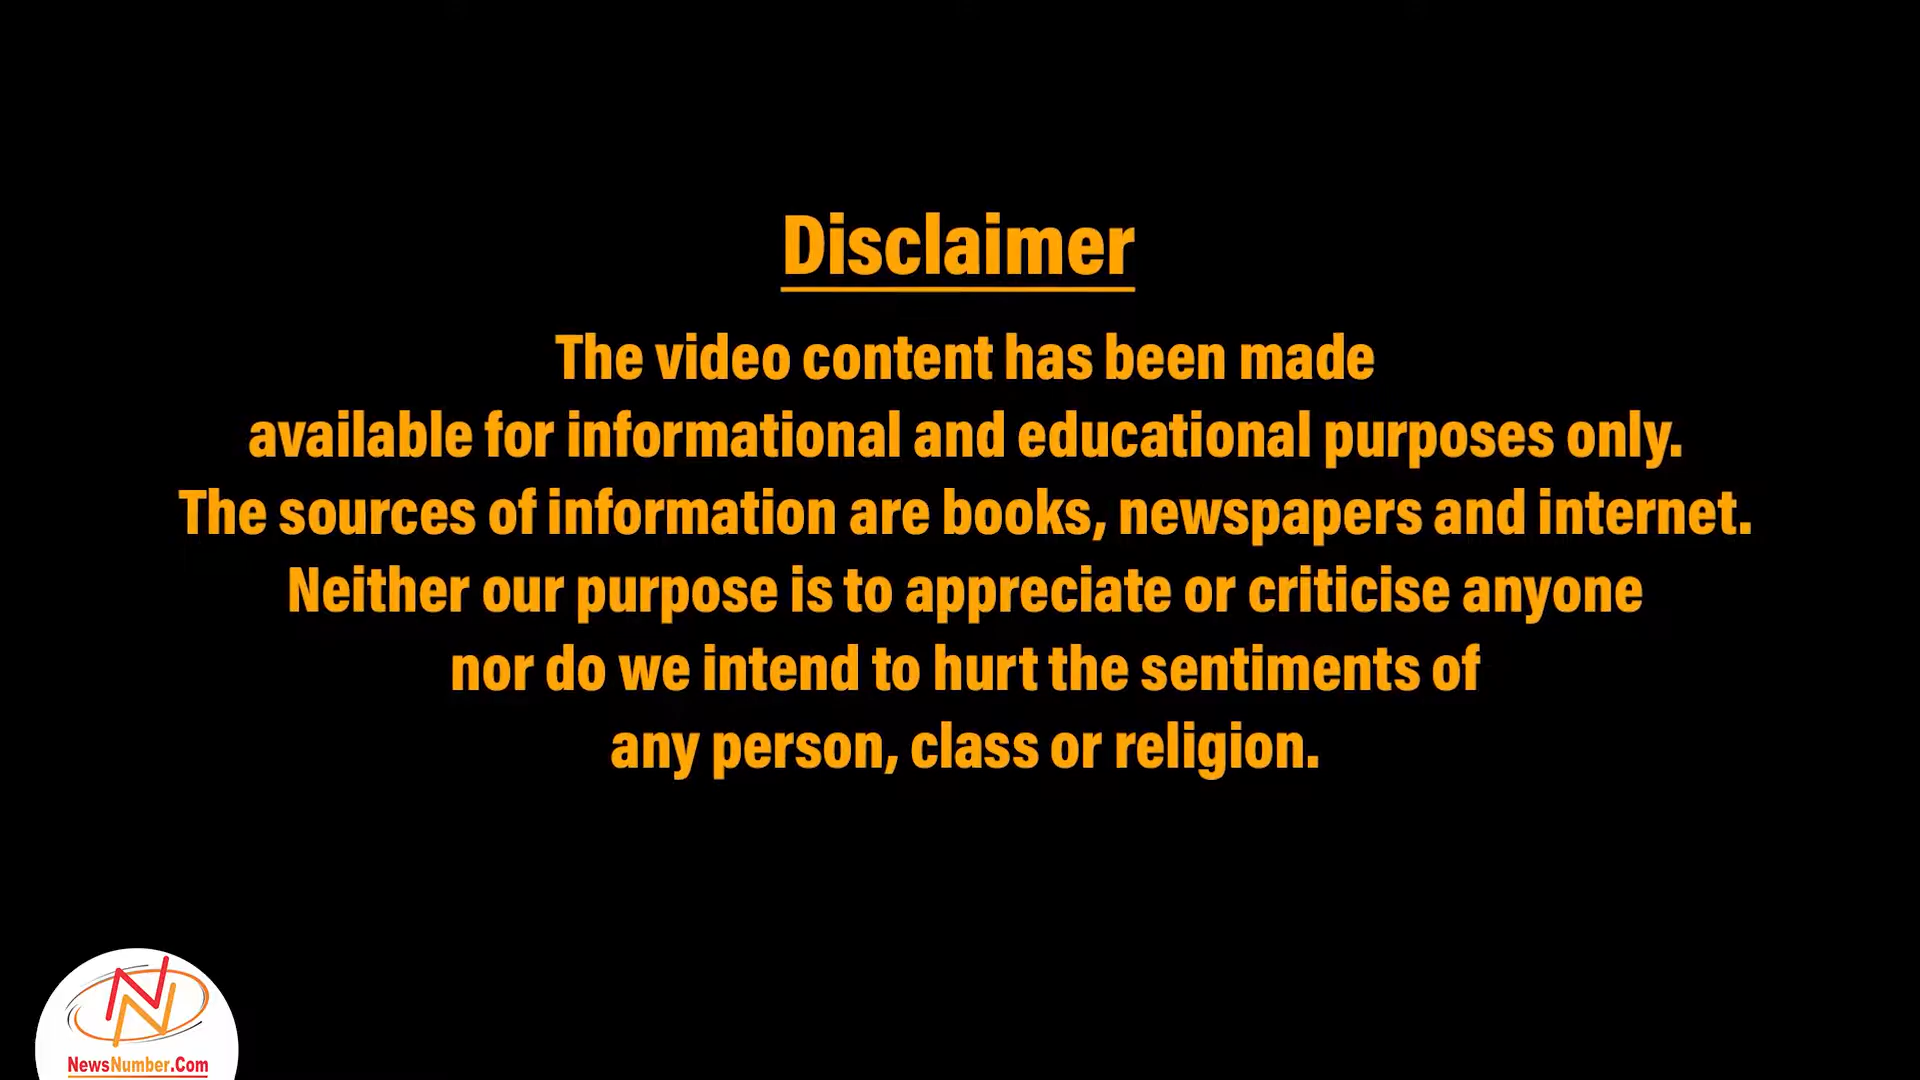 Disclaimer
The video content has been made
available for informational and educational purposes only.
The sources of information are books, newspapers and internet.
Neither our purpose is to appreciate or criticise anyone
nor do we intend to hurt the sentiments of
any person, class or religion.
NN
NewsNumber.Com